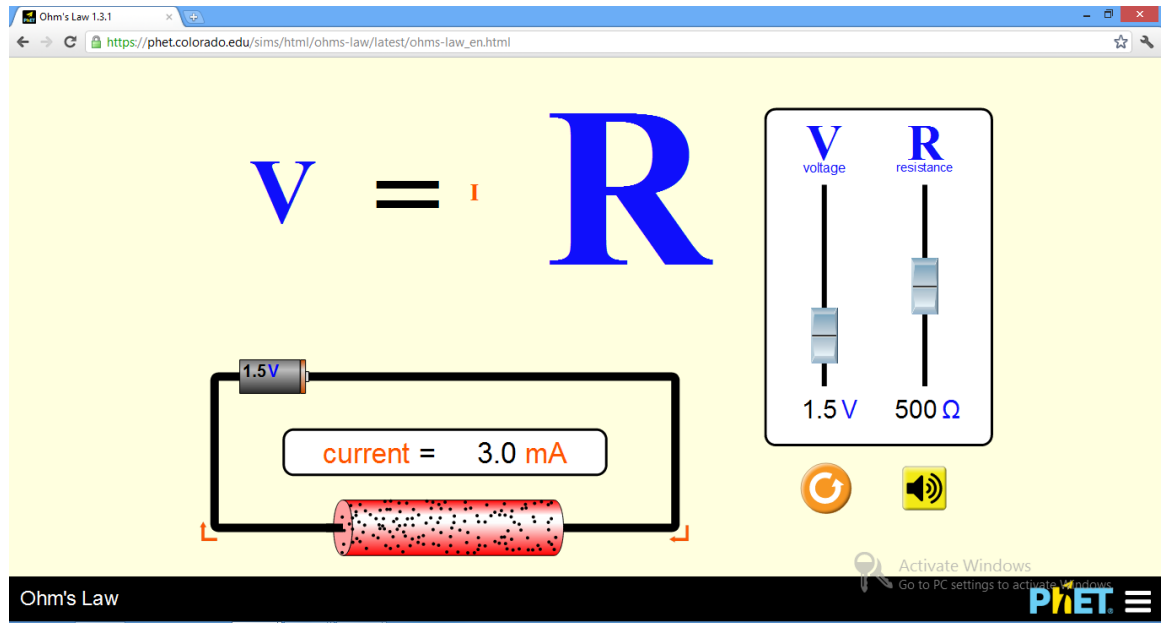 Ohm's Law 1.3.1
https://phet.colorado.edu/sims/html/ohms-law/latest/ohms-law_en.html
V = I R
V R
voltage resistance
1.5 V 500 Ω
1.5V
current = 3.0 mA
Activate Windows
Go to PC settings to activate Windows.
Ohm's Law
PhET